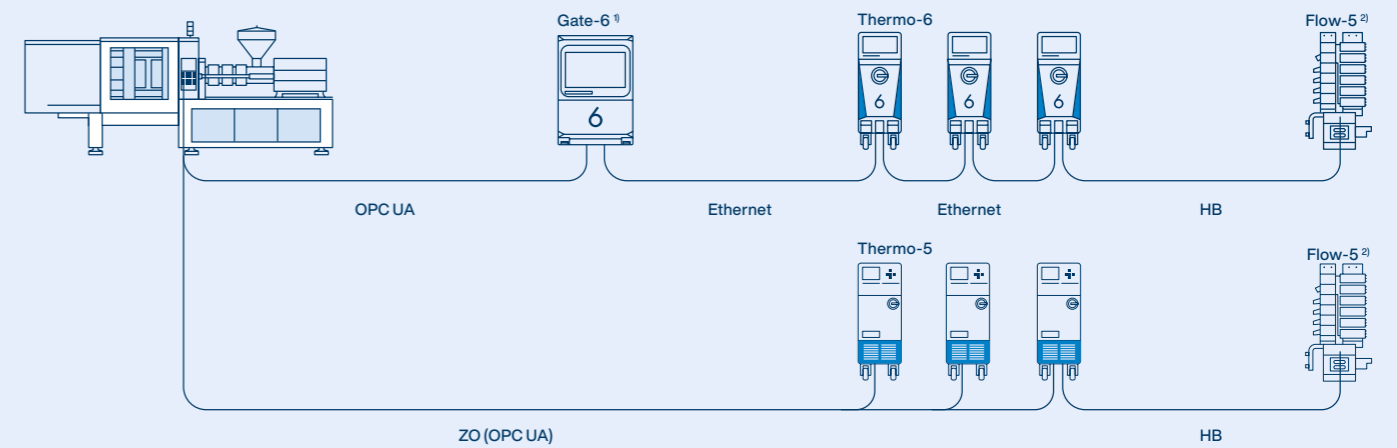 Gate-6 1)
Thermo-6
Flow-5 2)
6
6
6
6
OPC UA
Ethernet
Ethernet
HB
Thermo-5
Flow-5 2)
ZO (OPC UA)
HB